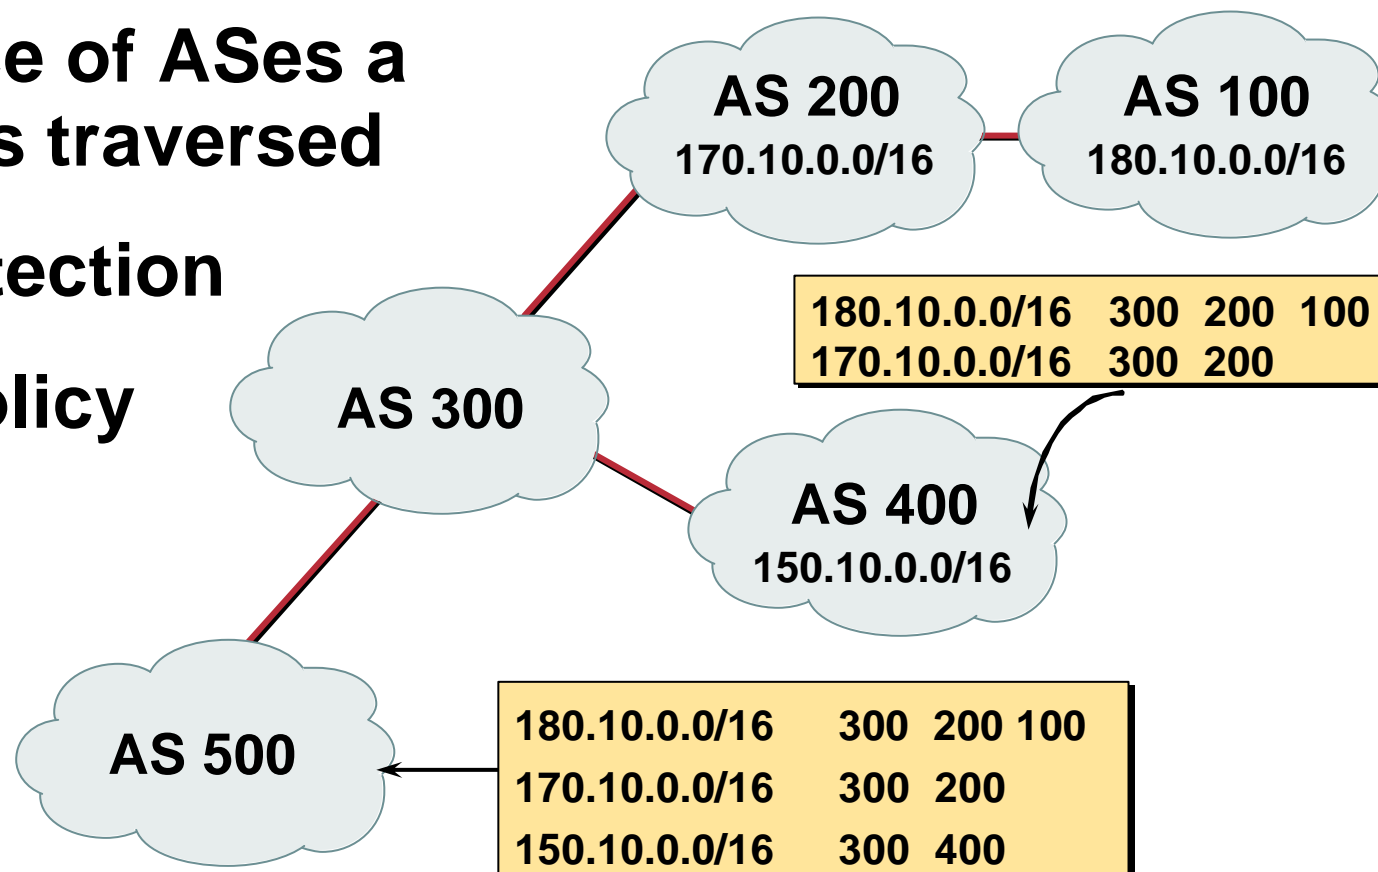 e of ASes a
s traversed
tection
olicy
AS 200
170.10.0.0/16
AS 100
180.10.0.0/16
180.10.0.0/16 300 200 100
170.10.0.0/16 300 200
AS 300
AS 400
150.10.0.0/16
AS 500
180.10.0.0/16 300 200 100
170.10.0.0/16 300 200
150.10.0.0/16 300 400